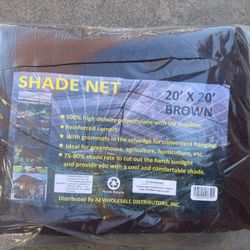 SHADE NET
20' X 20'
BROWN
★ 100% high density polyethylene with UV stabilizer
★ Reinforced corners
★ With grommets in the selvedge for convenient hanging
★ Ideal for greenhouse, agriculture, horticulture, etc.
★ 75-80% shade rate to cut out the harsh sunlight
and provide you with a cool and comfortable shade.
Distributed By AJ WHOLESALE DISTRIBUTORS, INC.